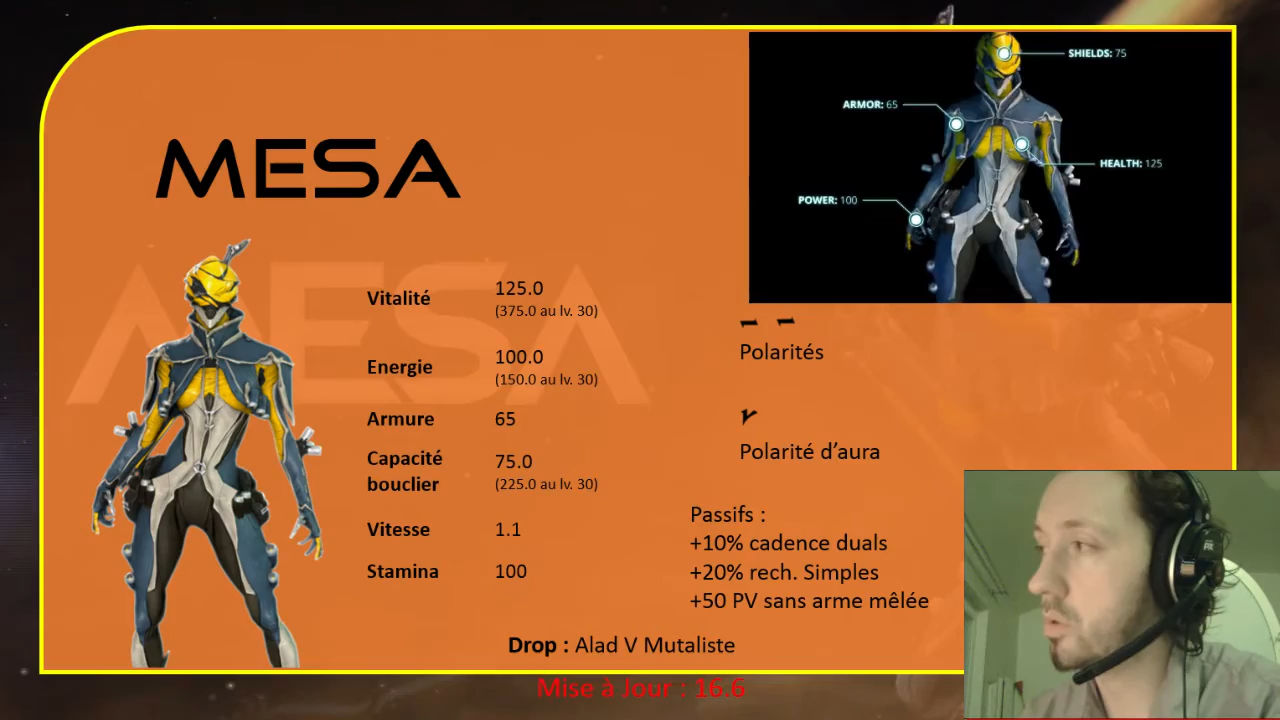 MESA
SHIELDS: 75
ARMOR: 65
HEALTH: 125
POWER: 100
MESA
Vitalité 125.0
(375.0 au lv. 30)
Energie 100.0
(150.0 au lv. 30)
Armure 65
Capacité bouclier 75.0
(225.0 au lv. 30)
Vitesse 1.1
Stamina 100
Polarités
Polarité d’aura
Passifs :
+10% cadence duals
+20% rech. Simples
+50 PV sans arme mêlée
Drop : Alad V Mutaliste
Mise à Jour : 16.6